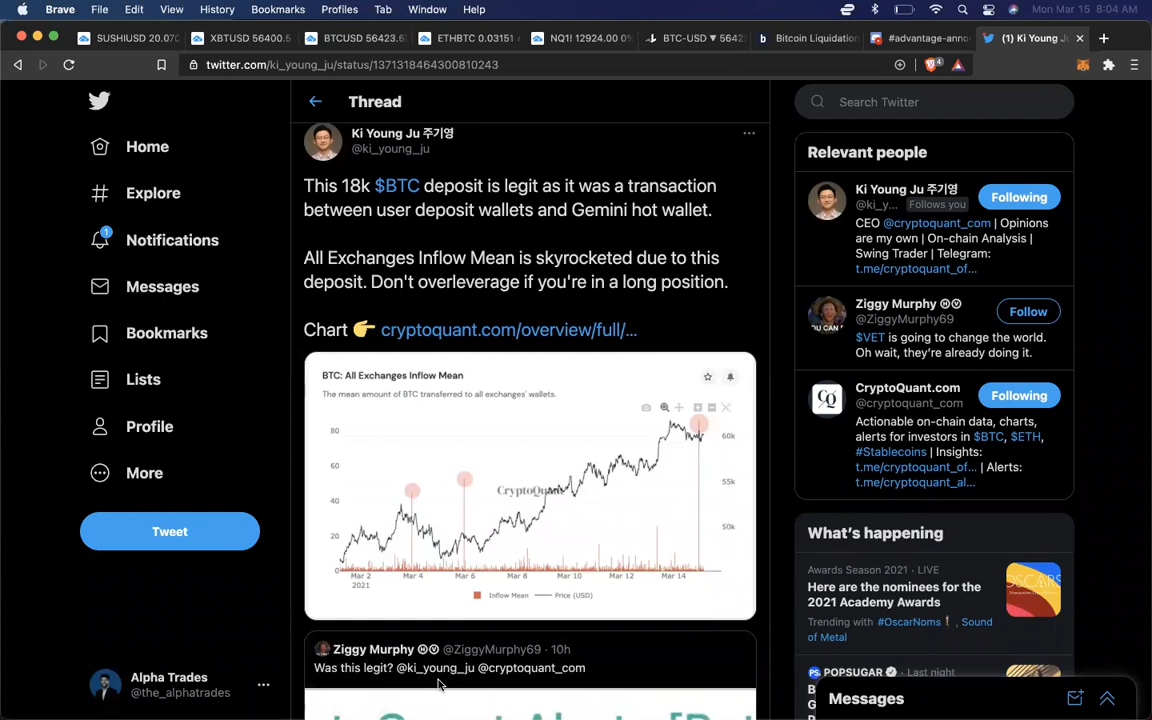 Brave File Edit View History Bookmarks Profiles Tab Window Help Mon Mar 15 8:04 AM
SUSHIUSD 20.07 XBTUSD 56400.5 BTCUSD 56423.6 ETHBTC 0.03151 NQ1! 12924.00 0% BTC-USD ▼ 5642 Bitcoin Liquidation #advantage-anno (1) Ki Young Ju
twitter.com/ki_young_ju/status/1371318464300810243
4
Home
Explore
1
Notifications
Messages
Bookmarks
Lists
Profile
More
Tweet
Alpha Trades
@the_alphatrades
Thread
Ki Young Ju 주기영
@ki_young_ju
This 18k $BTC deposit is legit as it was a transaction
between user deposit wallets and Gemini hot wallet.
All Exchanges Inflow Mean is skyrocketed due to this
deposit. Don't overleverage if you're in a long position.
Chart 👉 cryptoquant.com/overview/full/...
BTC: All Exchanges Inflow Mean
The mean amount of BTC transferred to all exchanges' wallets.
80
60
40
20
0
60k
55k
50k
CryptoQuant
Mar 2 Mar 4 Mar 6 Mar 8 Mar 10 Mar 12 Mar 14
2021
Inflow Mean Price (USD)
Ziggy Murphy @ZiggyMurphy69 · 10h
Was this legit? @ki_young_ju @cryptoquant_com
Search Twitter
Relevant people
Ki Young Ju 주기영
@ki_y... Follows you
Following
CEO @cryptoquant_com | Opinions
are my own | On-chain Analysis |
Swing Trader | Telegram:
t.me/cryptoquant_of...
YOU CAN
Ziggy Murphy
@ZiggyMurphy69
Follow
$VET is going to change the world.
Oh wait, they're already doing it.
CryptoQuant.com
@cryptoquant_com
Following
Actionable on-chain data, charts,
alerts for investors in $BTC, $ETH,
#Stablecoins | Insights:
t.me/cryptoquant_of... | Alerts:
t.me/cryptoquant_al...
What's happening
Awards Season 2021 · LIVE
Here are the nominees for the
2021 Academy Awards
Trending with #OscarNoms, Sound
of Metal
OSCARS
PS. POPSUGAR · Last night
Messages